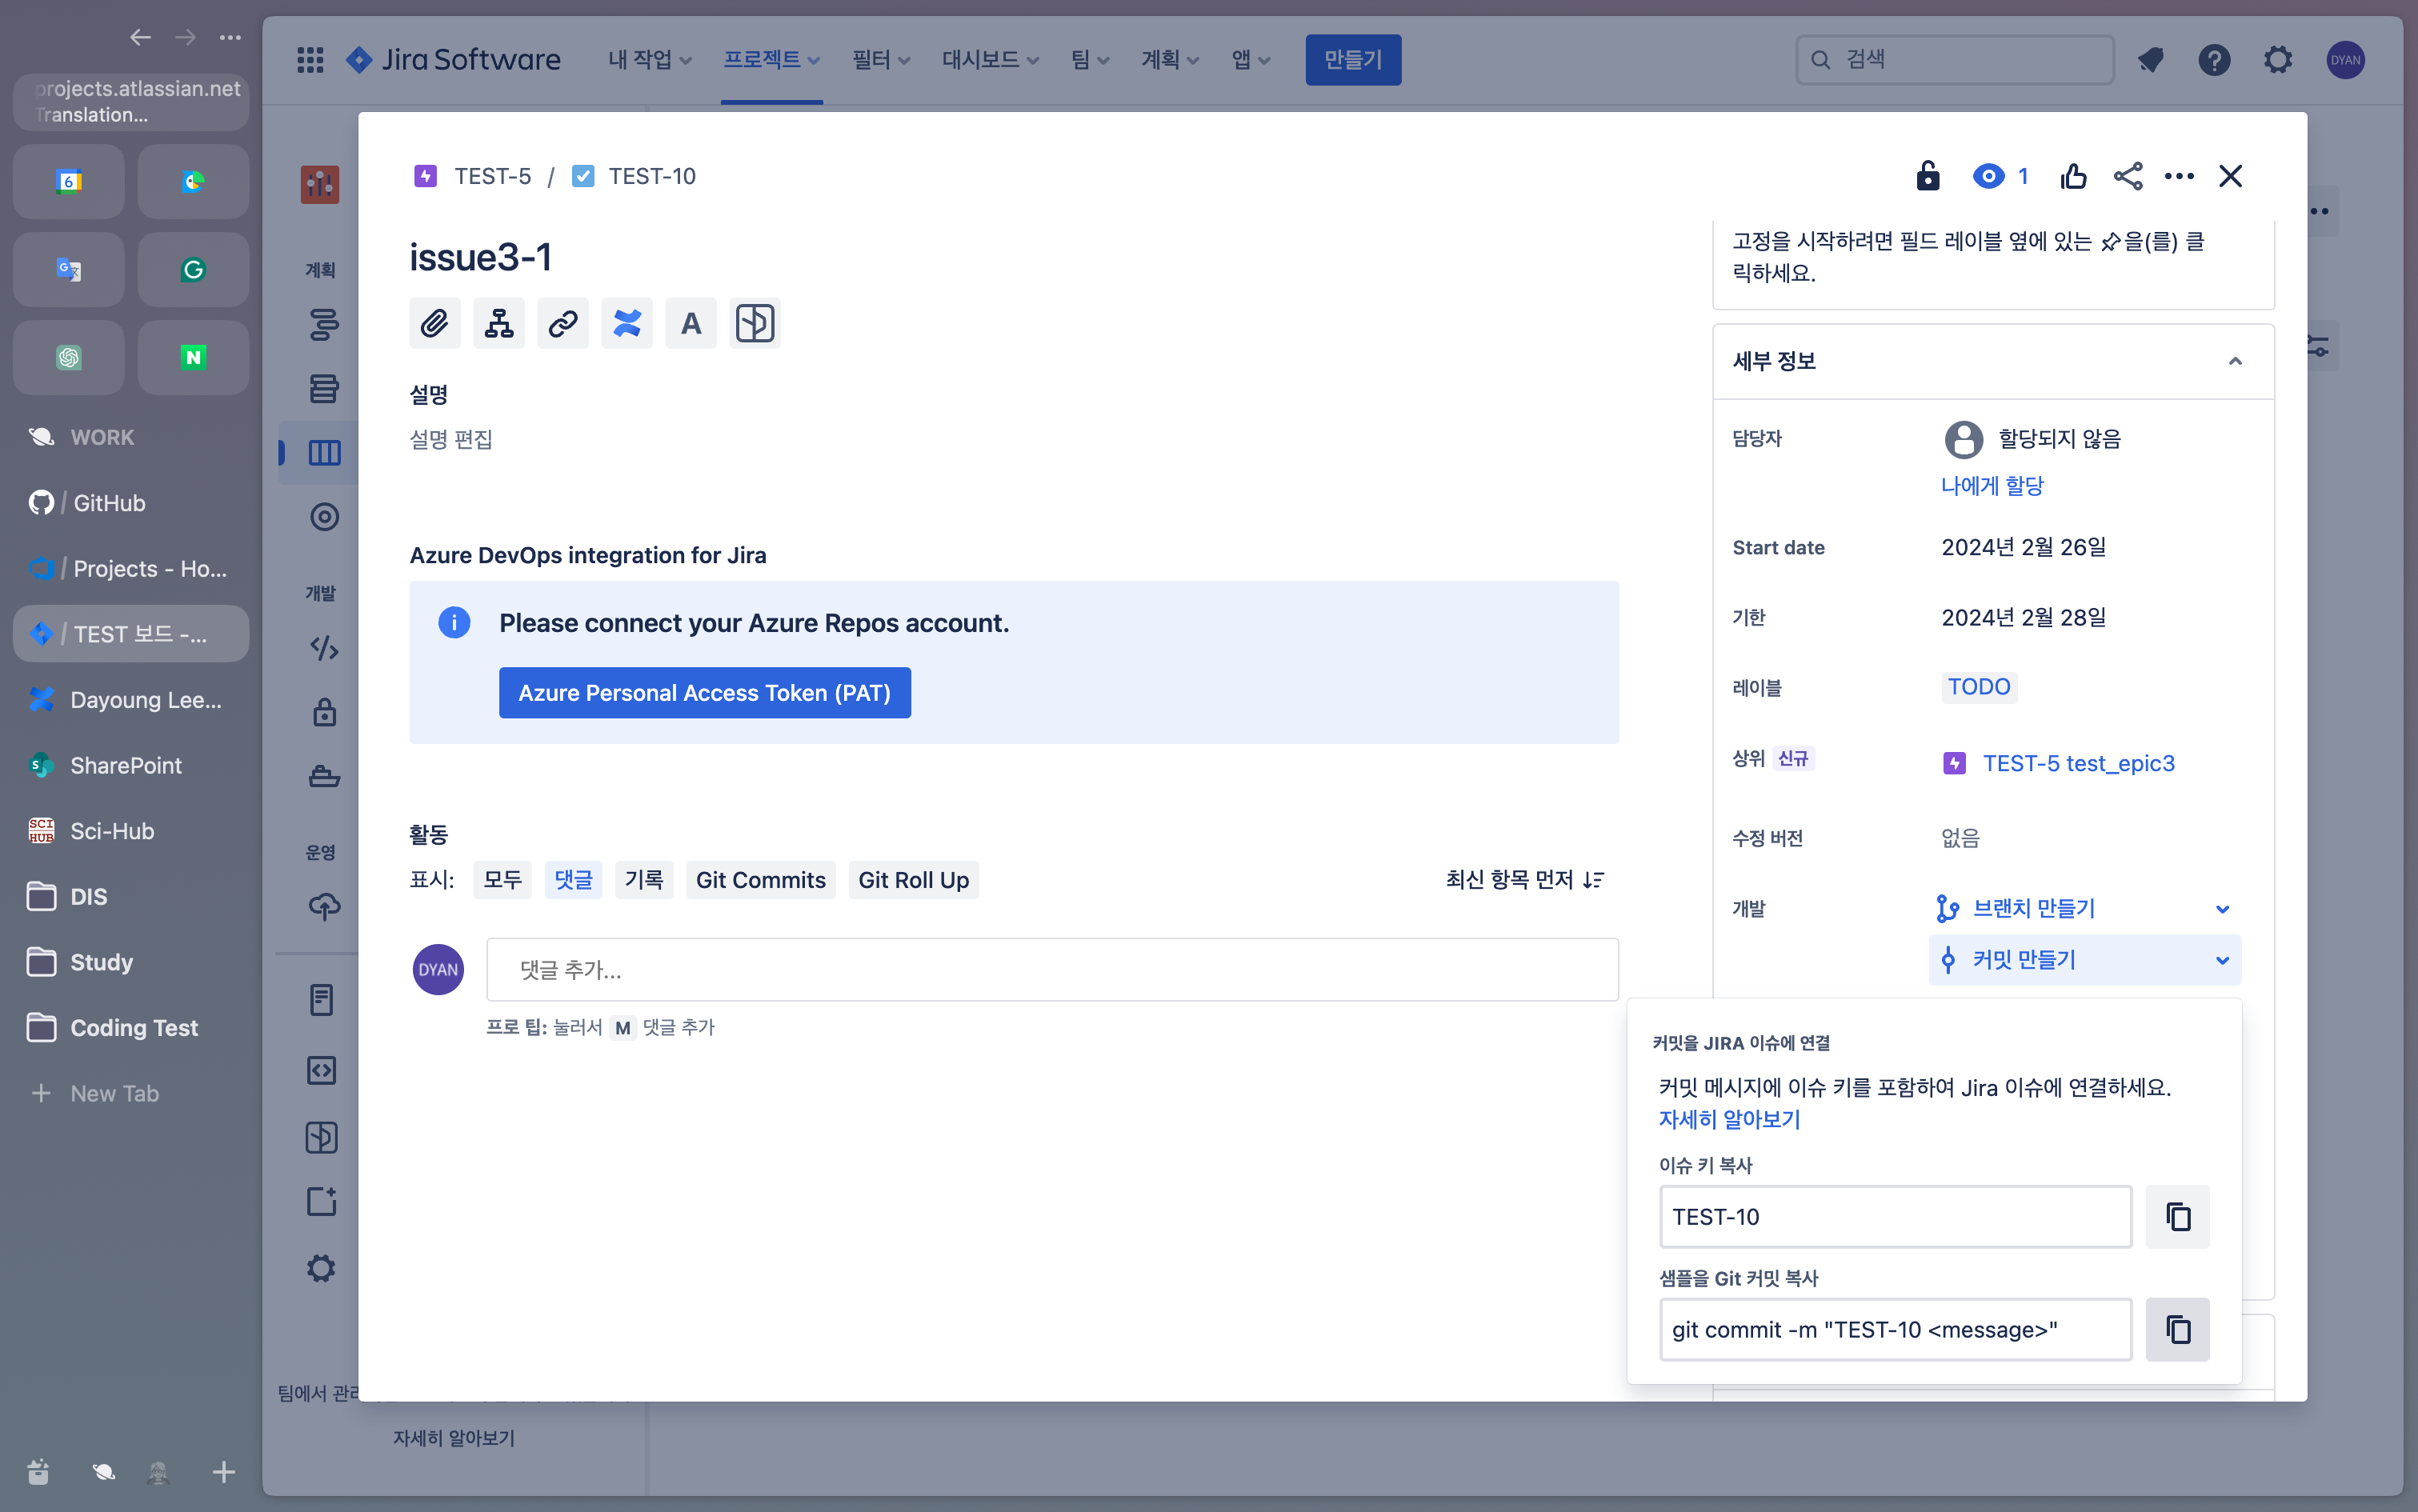 projects.atlassian.net
Translation...
6
WORK
/ GitHub
/ Projects - Ho...
/ TEST 보드 -...
Dayoung Lee...
SharePoint
SCI HUB Sci-Hub
DIS
Study
Coding Test
New Tab
Jira Software
내 작업
프로젝트
필터
대시보드
팀
계획
앱
만들기
검색
DYAN
계획
개발
운영
팀에서 관리
자세히 알아보기
TEST-5 / TEST-10
1
issue3-1
A
설명
설명 편집
Azure DevOps integration for Jira
Please connect your Azure Repos account.
Azure Personal Access Token (PAT)
활동
표시: 모두 댓글 기록 Git Commits Git Roll Up
최신 항목 먼저
DYAN
댓글 추가...
프로 팁: 눌러서 M 댓글 추가
고정을 시작하려면 필드 레이블 옆에 있는 을(를) 클
릭하세요.
세부 정보
담당자 할당되지 않음
나에게 할당
Start date 2024년 2월 26일
기한 2024년 2월 28일
레이블 TODO
상위 신규 TEST-5 test_epic3
수정 버전 없음
개발 브랜치 만들기
커밋 만들기
커밋을 JIRA 이슈에 연결
커밋 메시지에 이슈 키를 포함하여 Jira 이슈에 연결하세요.
자세히 알아보기
이슈 키 복사
TEST-10
샘플을 Git 커밋 복사
git commit -m "TEST-10 <message>"